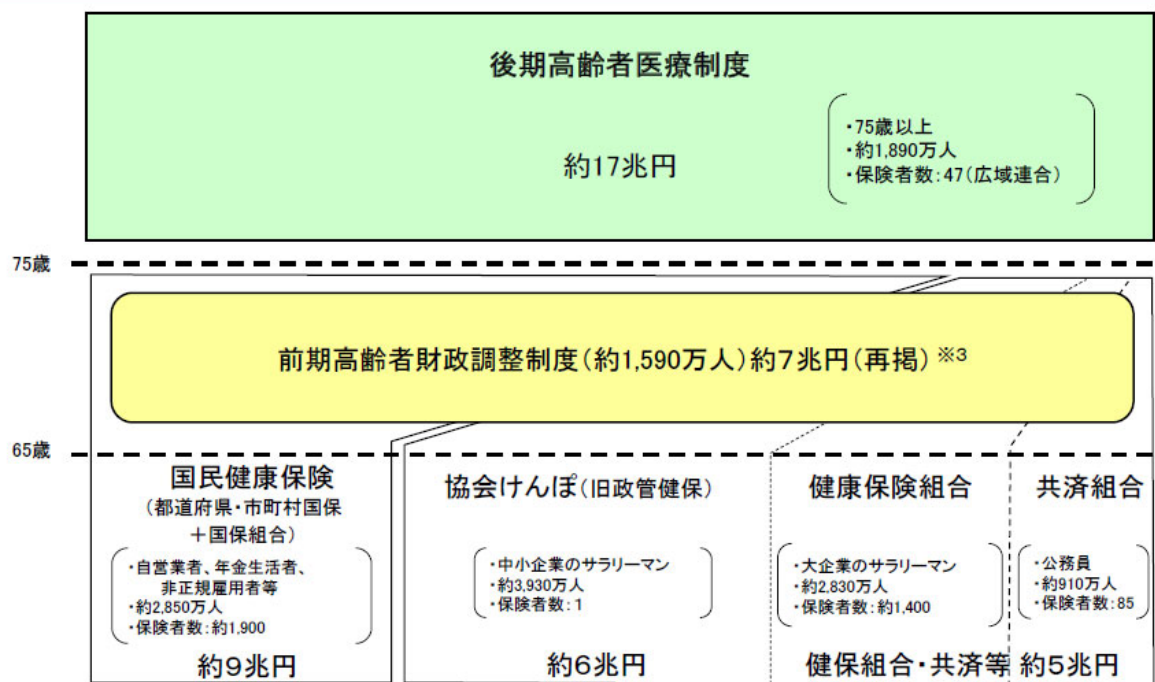 後期高齢者医療制度
約17兆円
・75歳以上
・約1,890万人
・保険者数：47（広域連合）
75歳
前期高齢者財政調整制度（約1,590万人）約7兆円（再掲）※3
65歳
国民健康保険
（都道府県・市町村国保
＋国保組合）
・自営業者、年金生活者、
非正規雇用者等
・約2,850万人
・保険者数：約1,900
約9兆円
協会けんぽ（旧政管健保）
・中小企業のサラリーマン
・約3,930万人
・保険者数：1
約6兆円
健康保険組合
・大企業のサラリーマン
・約2,830万人
・保険者数：約1,400
共済組合
・公務員
・約910万人
・保険者数：85
健保組合・共済等 約5兆円